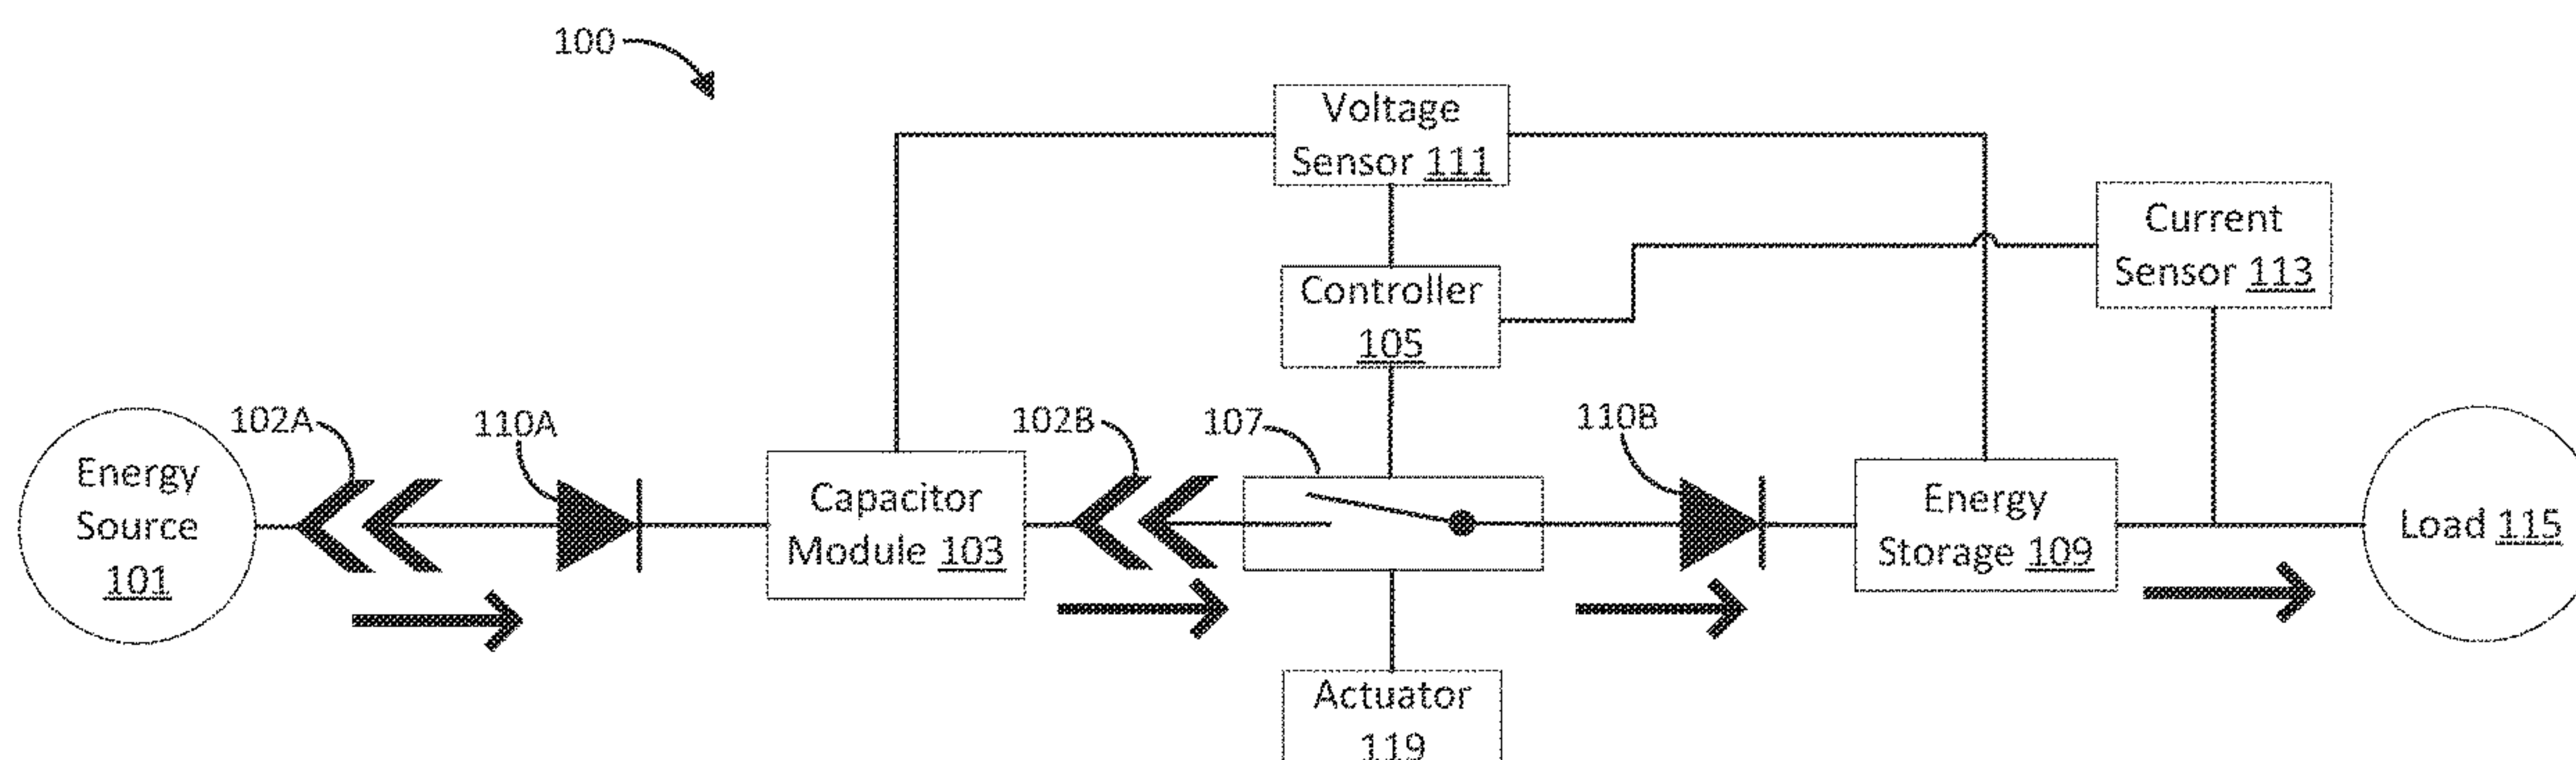 100
Voltage
Sensor 111
Current
Sensor 113
Controller
105
102A
110A
102B
107
110B
Energy
Source
101
Capacitor
Module 103
Energy
Storage 109
Load 115
Actuator
119